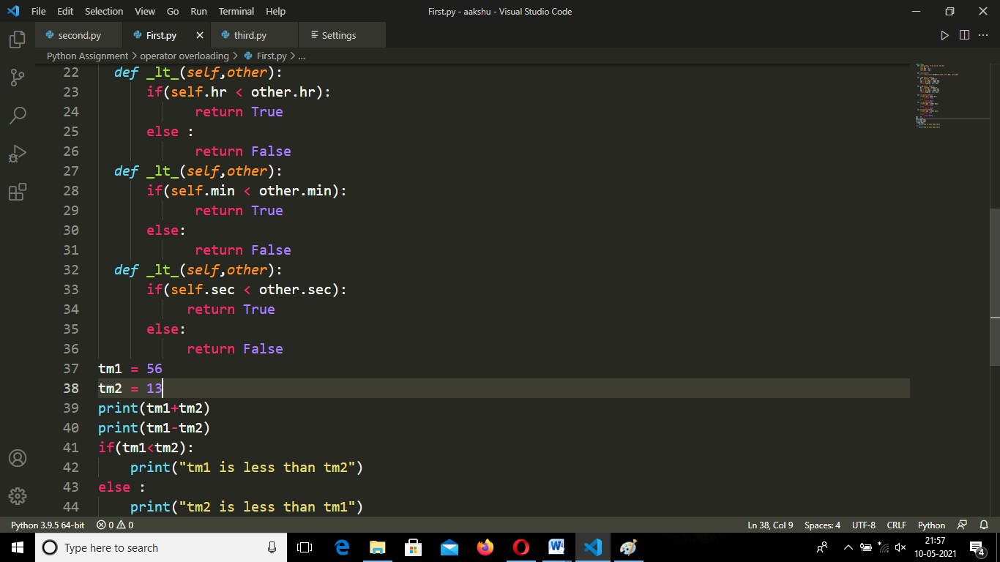 File Edit Selection View Go Run Terminal Help First.py - aakshu - Visual Studio Code
second.py First.py third.py Settings
Python Assignment > operator overloading > First.py > ...
22 def _lt_(self,other):
23 if(self.hr < other.hr):
24 return True
25 else :
26 return False
27 def _lt_(self,other):
28 if(self.min < other.min):
29 return True
30 else:
31 return False
32 def _lt_(self,other):
33 if(self.sec < other.sec):
34 return True
35 else:
36 return False
37 tm1 = 56
38 tm2 = 13
39 print(tm1+tm2)
40 print(tm1-tm2)
41 if(tm1<tm2):
42 print("tm1 is less than tm2")
43 else :
44 print("tm2 is less than tm1")
Python 3.9.5 64-bit 0 0 Ln 38, Col 9 Spaces: 4 UTF-8 CRLF Python
Type here to search
21:57
10-05-2021
4